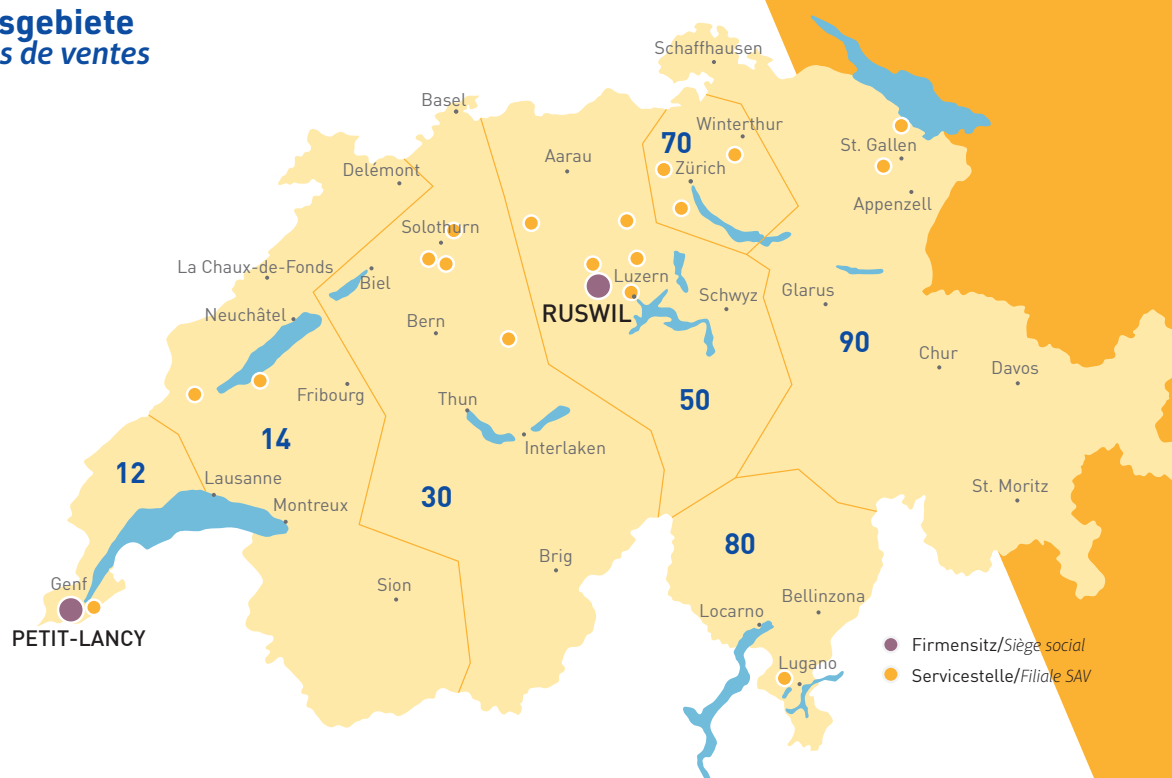 sgebiete
s de ventes
Schaffhausen
Basel
Winterthur
70
St. Gallen
Aarau
Zürich
Delémont
Appenzell
Solothurn
La Chaux-de-Fonds
Biel
Luzern
Glarus
Schwyz
Neuchâtel
RUSWIL
Bern
90
Chur
Davos
Fribourg
Thun
50
14
Interlaken
12
Lausanne
St. Moritz
30
Montreux
80
Brig
Genf
Sion
Bellinzona
Locarno
PETIT-LANCY
Firmensitz/Siège social
Lugano
Servicestelle/Filiale SAV